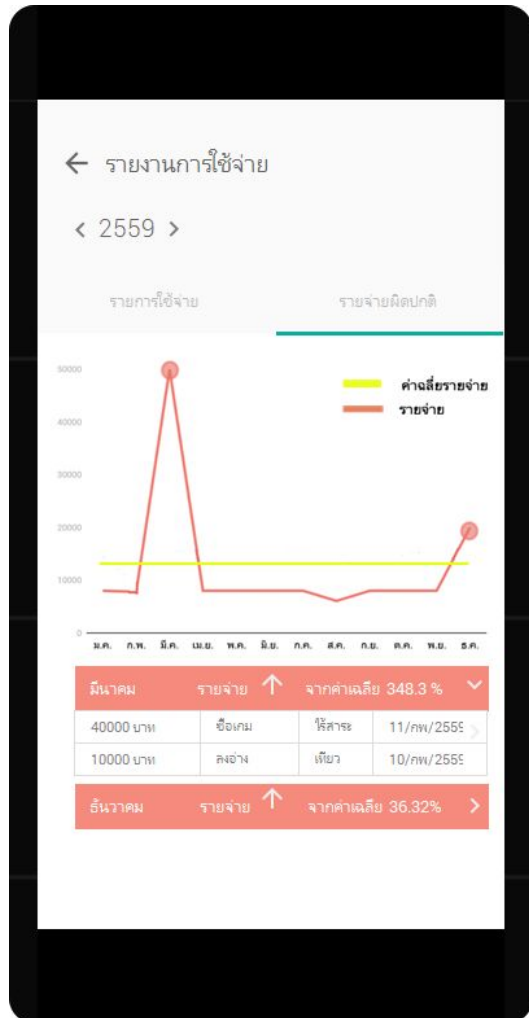 รายงานการใช้จ่าย
2559
รายการใช้จ่าย รายจ่ายผิดปกติ
50000
ค่าฉลี่ยรายจ่าย
รายจ่าย
40000
30000
20000
10000
0
ม.ค. ก.พ. มี.ค. เม.ย. พ.ค. มิ.ย. ก.ค. ส.ค. ก.ย. ต.ค. พ.ย. ธ.ค.
มีนาคม รายจ่าย ↑ จากค่าเฉลี่ย 348.3 %
40000 บาท ซื้อเกม ไร้สาระ 11/กพ/2559
10000 บาท ลงอ่าง เที่ยว 10/กพ/2559
ธันวาคม รายจ่าย ↑ จากค่าเฉลี่ย 36.32%